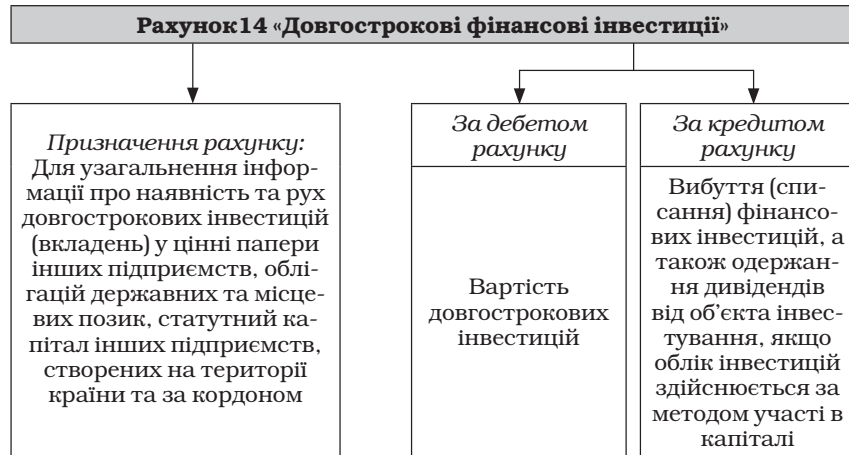 Рахунок 14 «Довгострокові фінансові інвестиції»
Призначення рахунку:
Для узагальнення інфор-
мації про наявність та рух
довгострокових інвестицій
(вкладень) у цінні папери
інших підприємств, облі-
гацій державних та місце-
вих позик, статутний ка-
пітал інших підприємств,
створених на території
країни та за кордоном
За дебетом
рахунку
Вартість
довгострокових
інвестицій
За кредитом
рахунку
Вибуття (спи-
сання) фінансо-
вих інвестицій, а
також одержан-
ня дивідендів
від об’єкта інвес-
тування, якщо
облік інвестицій
здійснюється за
методом участі в
капіталі